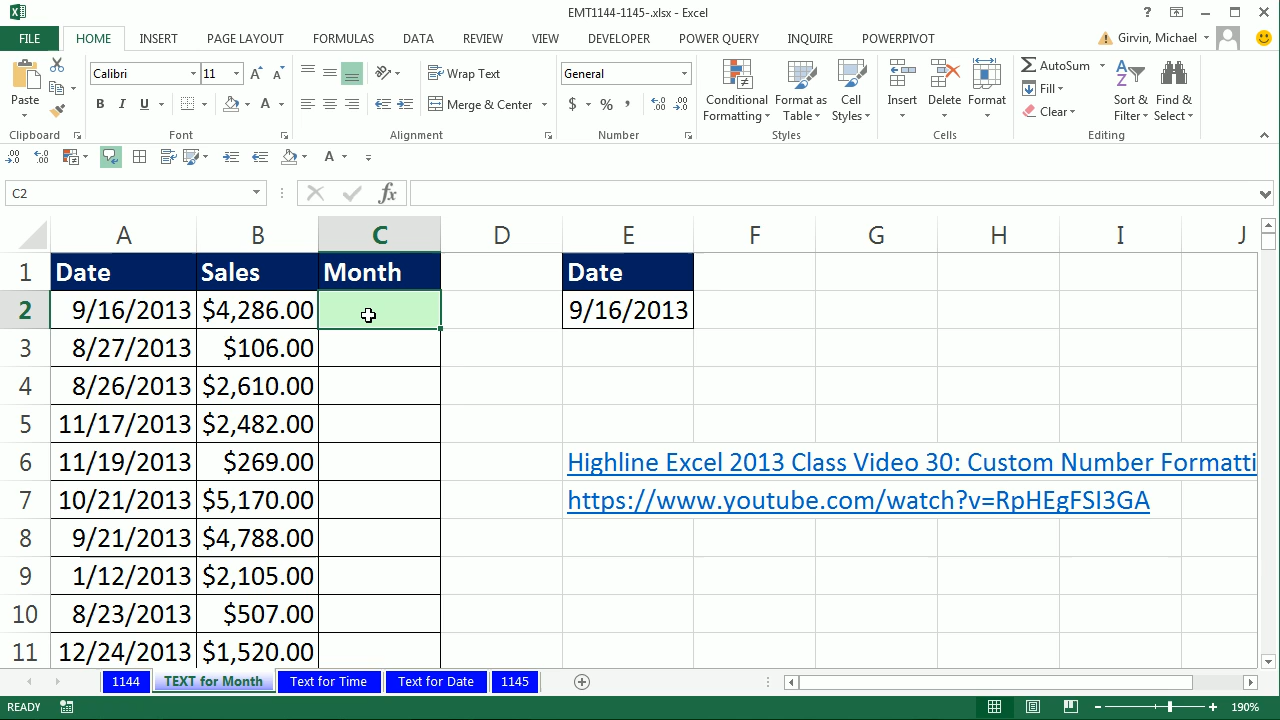 EMT1144-1145-.xlsx - Excel
FILE HOME INSERT PAGE LAYOUT FORMULAS DATA REVIEW VIEW DEVELOPER POWER QUERY INQUIRE POWERPIVOT Girvin, Michael
Paste
Clipboard
Calibri 11
B I U
Font
Wrap Text
Merge & Center
Alignment
General
$ % ,
Number
Conditional Formatting
Format as Table
Cell Styles
Styles
Insert Delete Format
Cells
AutoSum
Fill
Clear
Sort & Filter
Find & Select
Editing
C2 fx
A B C D E F G H I J
1 Date Sales Month Date
2 9/16/2013 $4,286.00 9/16/2013
3 8/27/2013 $106.00
4 8/26/2013 $2,610.00
5 11/17/2013 $2,482.00
6 11/19/2013 $269.00 Highline Excel 2013 Class Video 30: Custom Number Formatti
7 10/21/2013 $5,170.00 https://www.youtube.com/watch?v=RpHEgFSI3GA
8 9/21/2013 $4,788.00
9 1/12/2013 $2,105.00
10 8/23/2013 $507.00
11 12/24/2013 $1,520.00
1144 TEXT for Month Text for Time Text for Date 1145
READY 190%